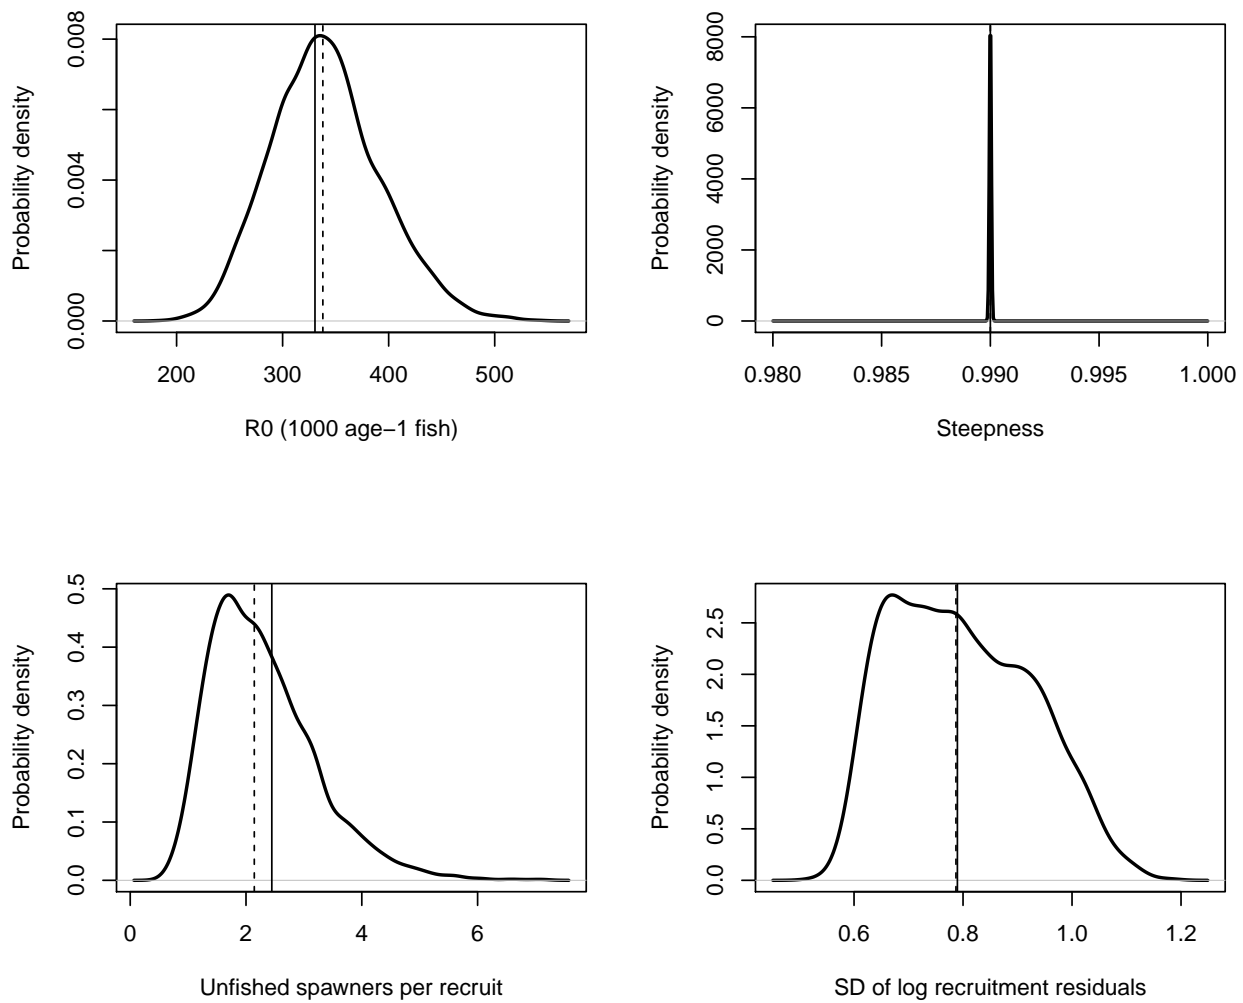 0.008
0.004
0.000
Probability density
200 300 400 500
R0 (1000 age−1 fish)
8000
6000
4000
2000
0
Probability density
0.980 0.985 0.990 0.995 1.000
Steepness
0.5
0.4
0.3
0.2
0.1
0.0
Probability density
0 2 4 6
Unfished spawners per recruit
2.5
2.0
1.5
1.0
0.5
0.0
Probability density
0.6 0.8 1.0 1.2
SD of log recruitment residuals